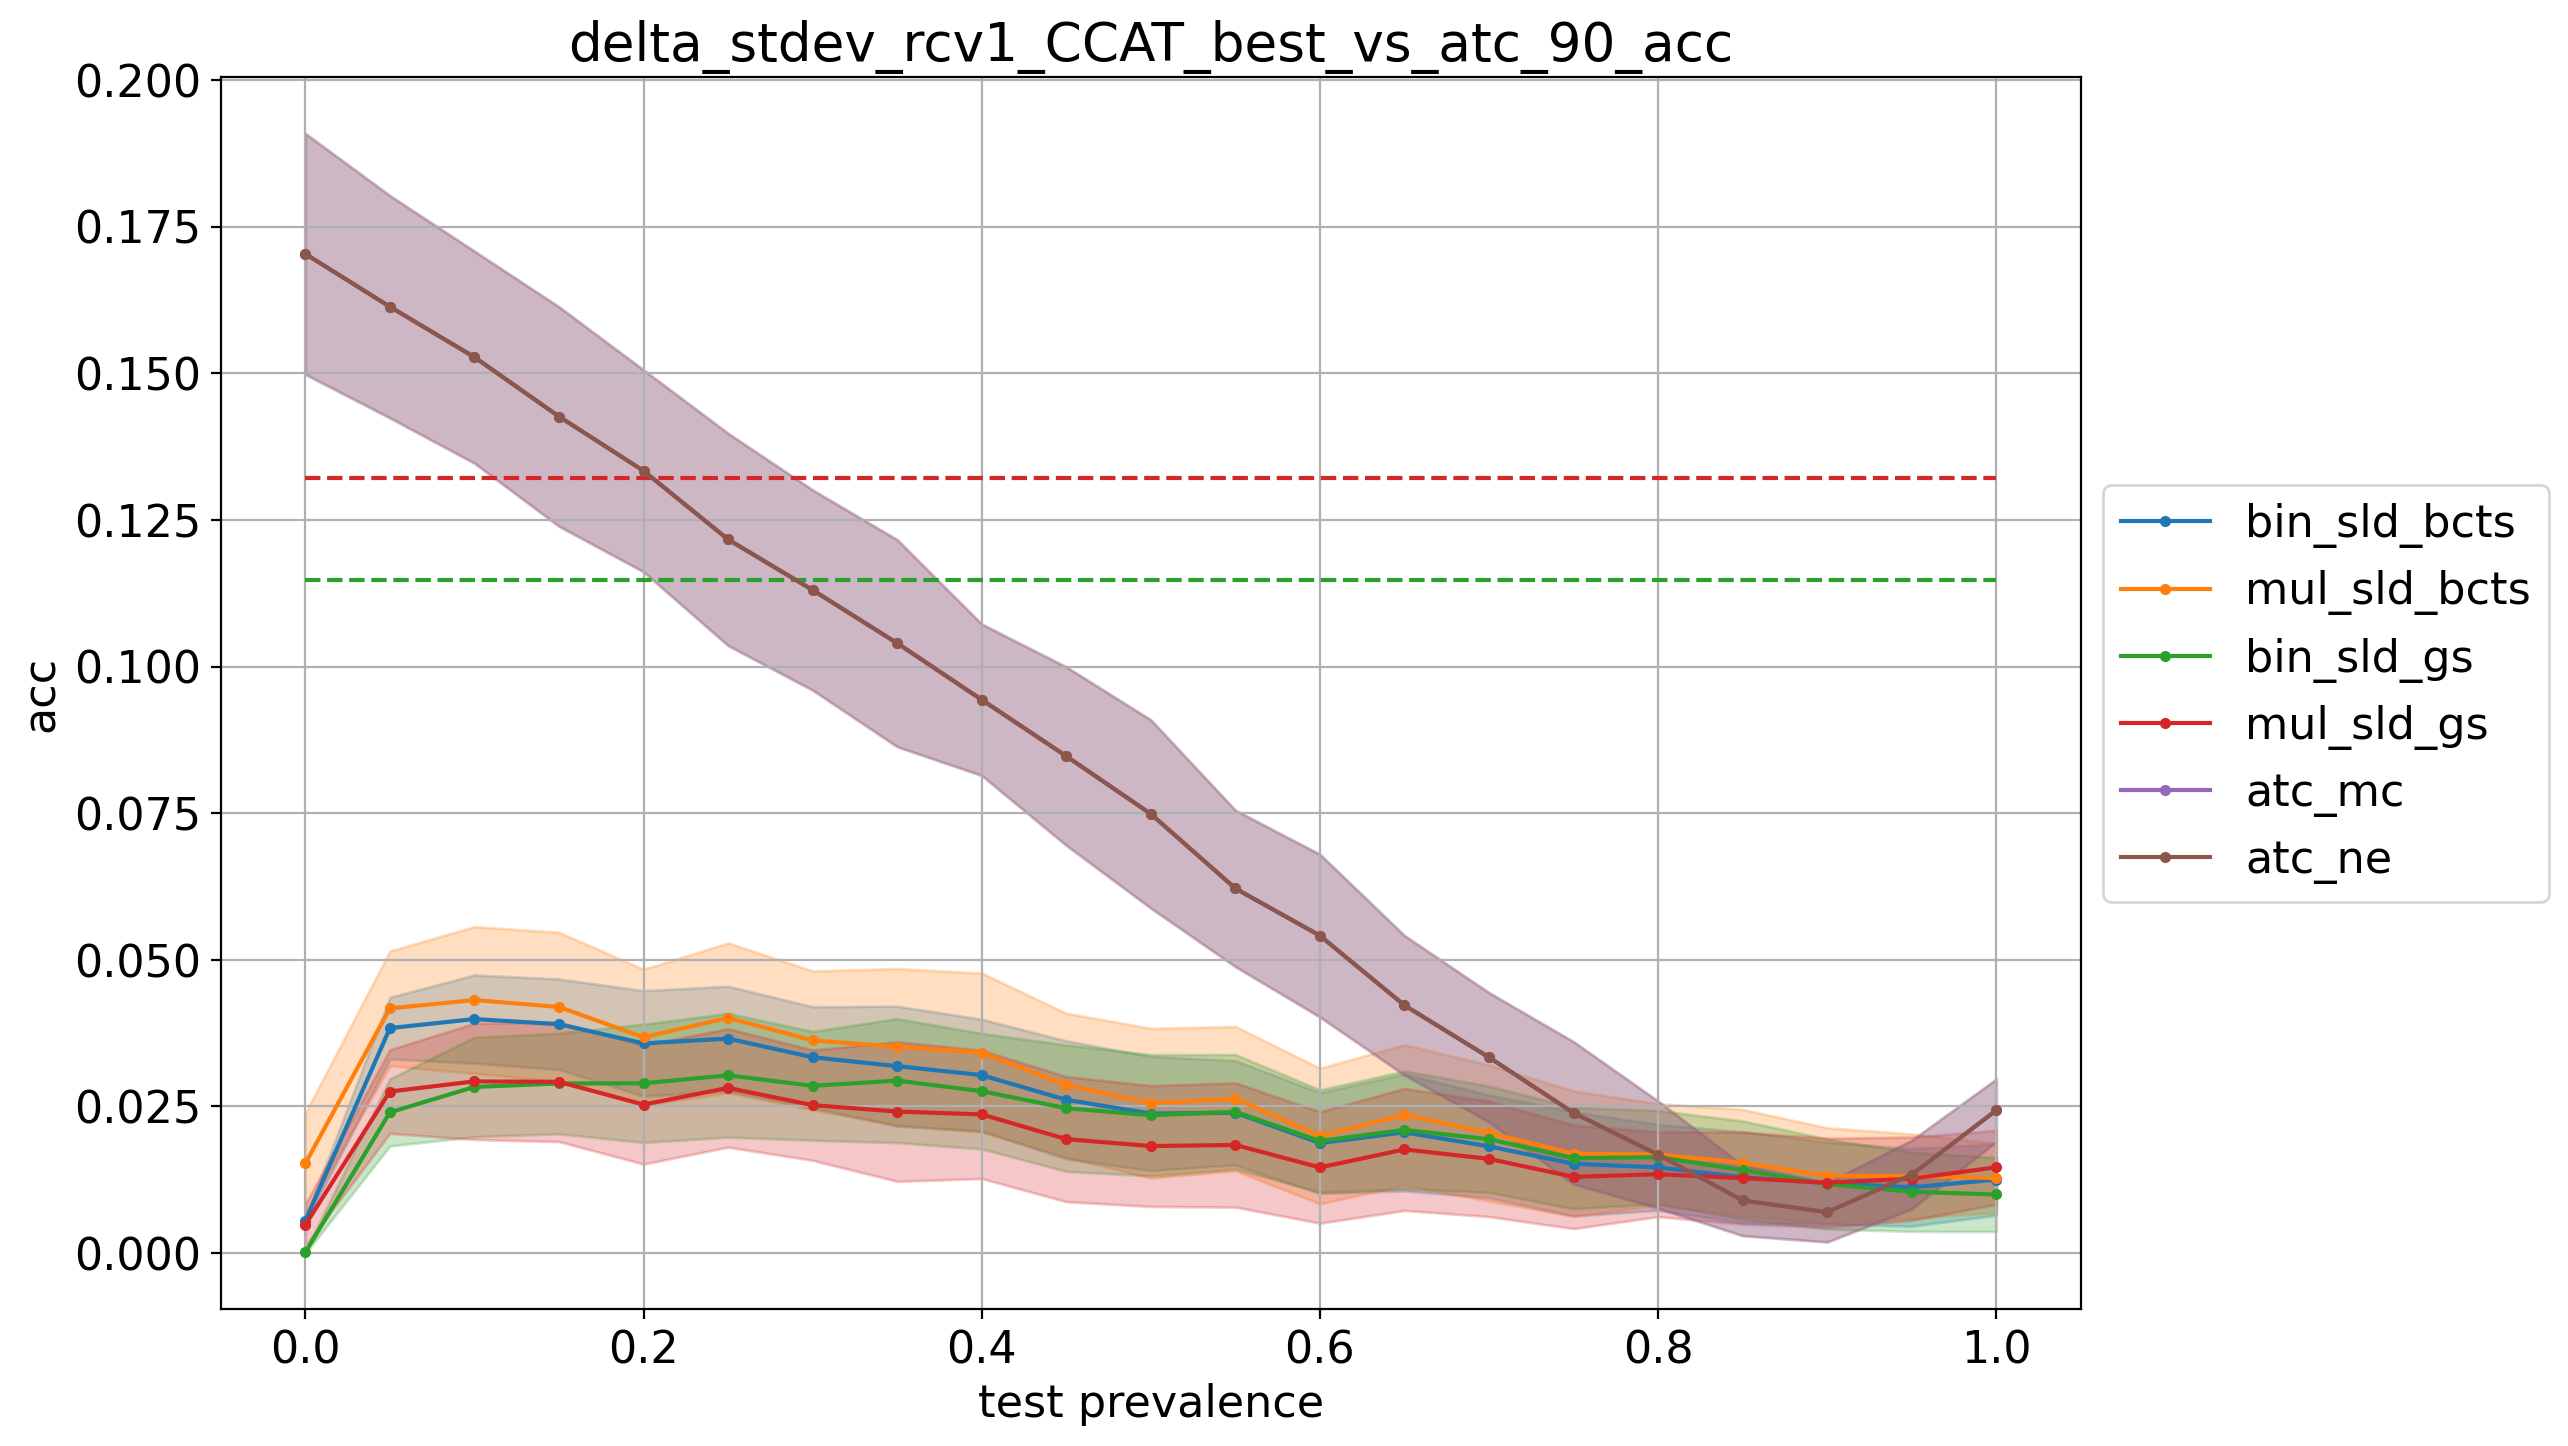 delta_stdev_rcv1_CCAT_best_vs_atc_90_acc
0.200
0.175
0.150
0.125
0.100
0.075
0.050
0.025
0.000
acc
0.0 0.2 0.4 0.6 0.8 1.0
test prevalence
bin_sld_bcts
mul_sld_bcts
bin_sld_gs
mul_sld_gs
atc_mc
atc_ne